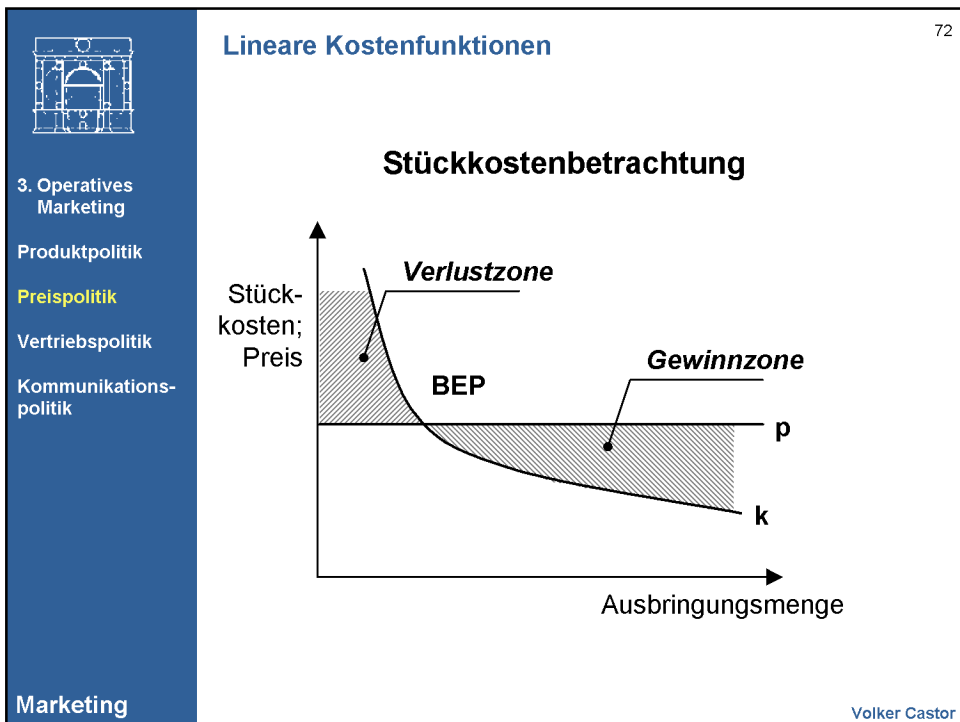 Lineare Kostenfunktionen
72
3. Operatives
Marketing
Produktpolitik
Preispolitik
Vertriebspolitik
Kommunikations-
politik
Stückkostenbetrachtung
Stück-
kosten;
Preis
Verlustzone
Gewinnzone
BEP
p
k
Ausbringungsmenge
Marketing
Volker Castor